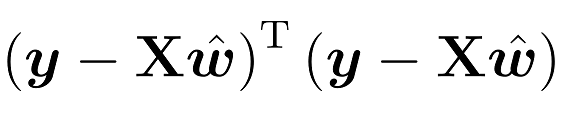 (y − Xŵ)ᵀ (y − Xŵ)